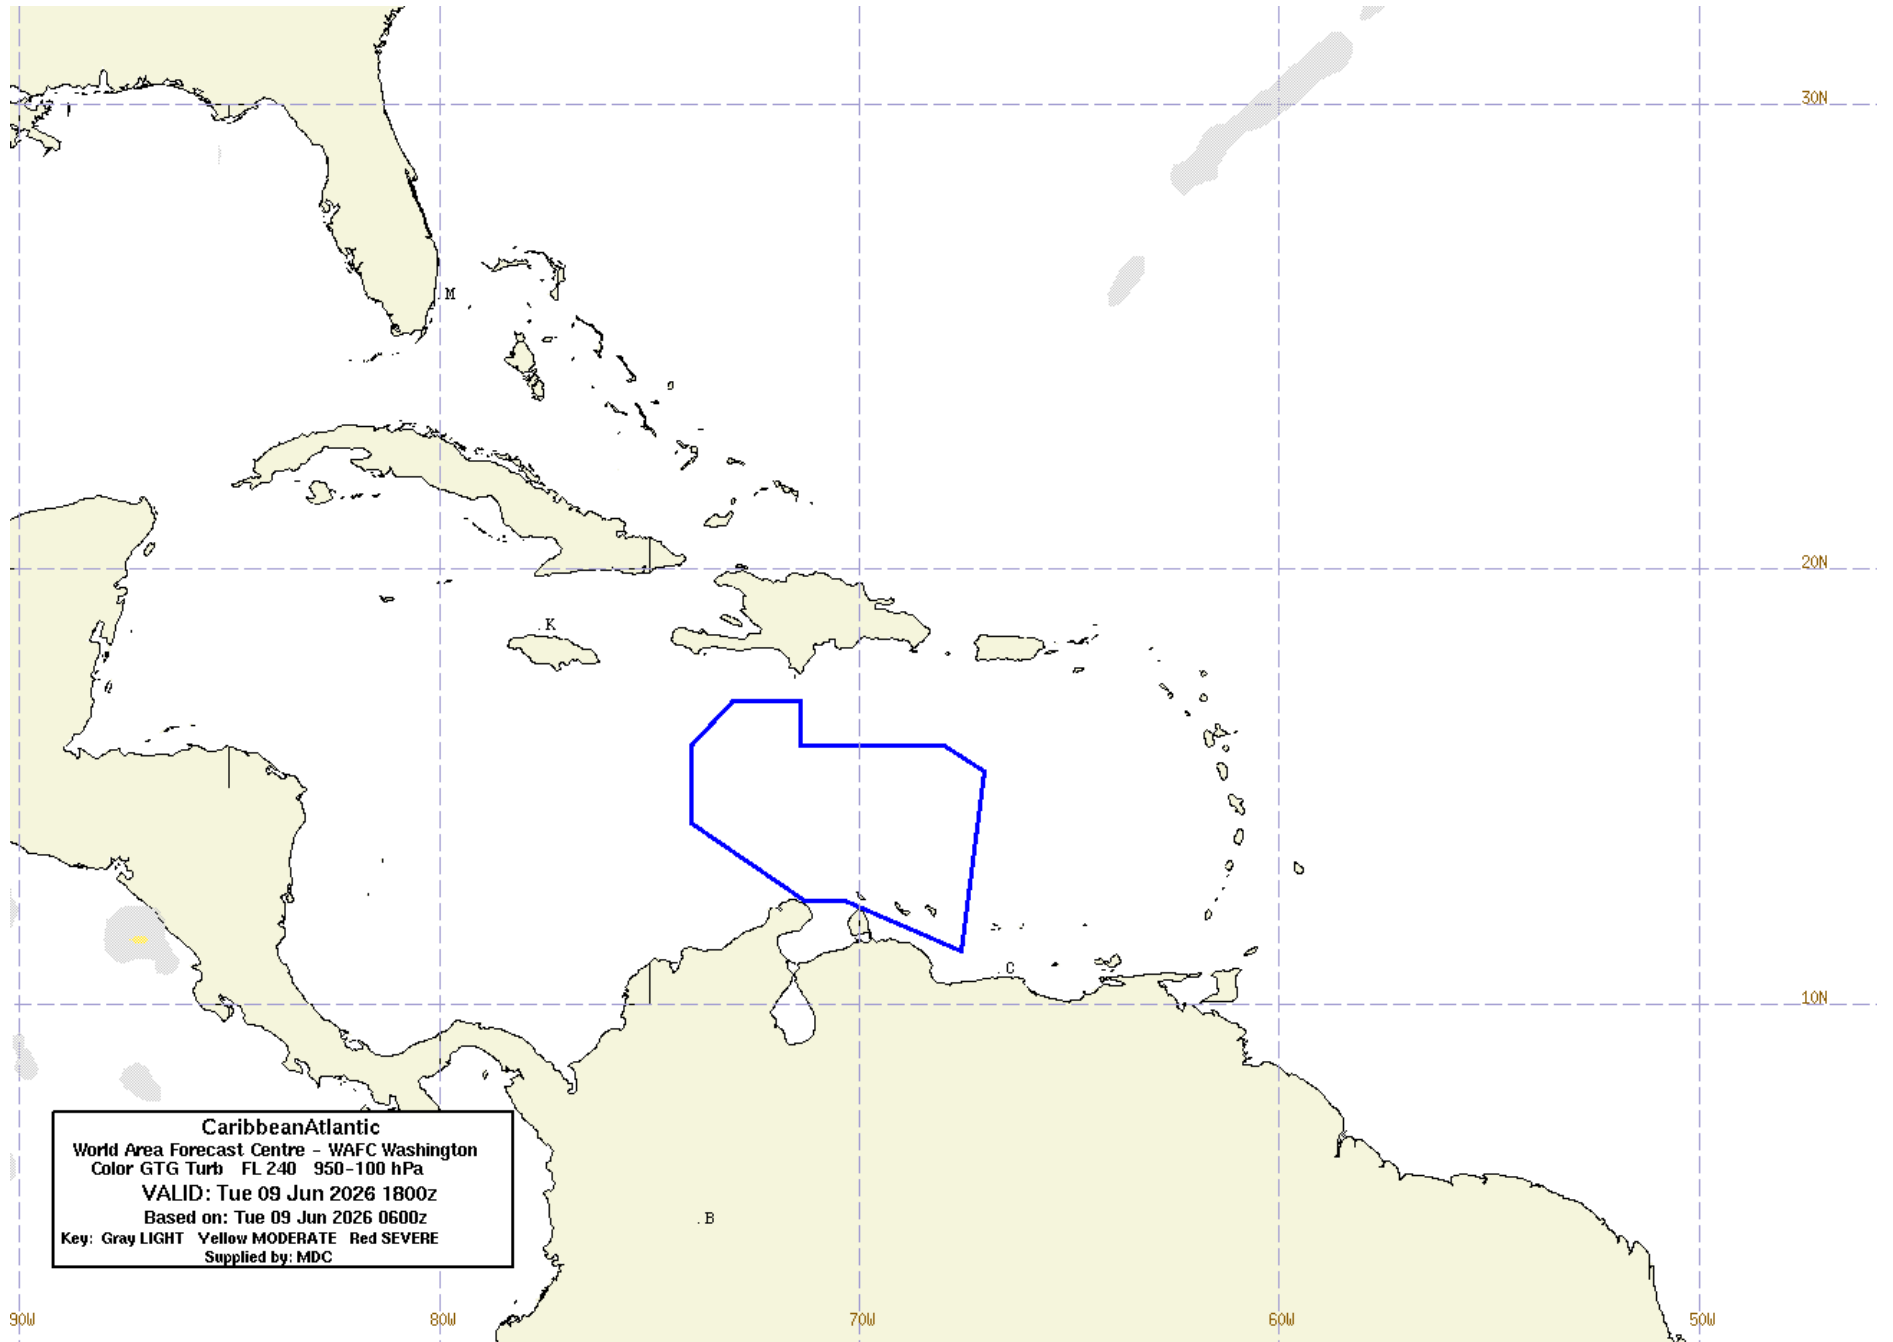 30N
.M
20N
.K
.C
10N
CaribbeanAtlantic
World Area Forecast Centre - WAFC Washington
Color GTG Turb FL 240 950-100 hPa
VALID: Tue 09 Jun 2026 1800z
Based on: Tue 09 Jun 2026 0600z
Key: Gray LIGHT Yellow MODERATE Red SEVERE
Supplied by: MDC
.B
90W 80W 70W 60W 50W